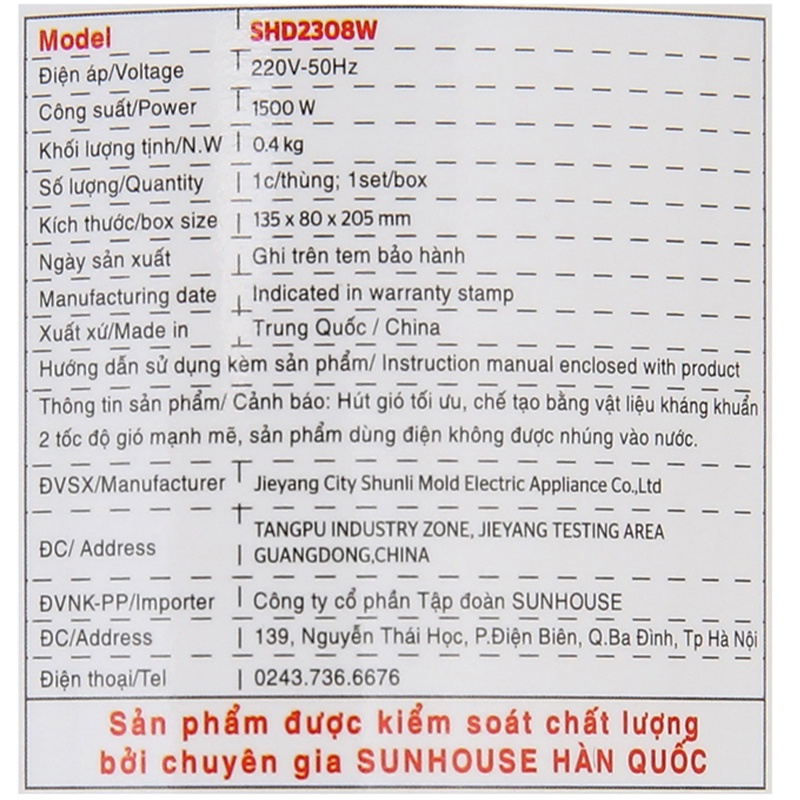 Model SHD2308W
Điện áp/Voltage 220V-50Hz
Công suất/Power 1500 W
Khối lượng tịnh/N.W 0.4 kg
Số lượng/Quantity 1c/thùng; 1set/box
Kích thước/box size 135 x 80 x 205 mm
Ngày sản xuất Ghi trên tem bảo hành
Manufacturing date Indicated in warranty stamp
Xuất xứ/Made in Trung Quốc / China
Hướng dẫn sử dụng kèm sản phẩm/ Instruction manual enclosed with product
Thông tin sản phẩm/ Cảnh báo: Hút gió tối ưu, chế tạo bằng vật liệu kháng khuẩn
2 tốc độ gió mạnh mẽ, sản phẩm dùng điện không được nhúng vào nước.
ĐVSX/Manufacturer Jieyang City Shunli Mold Electric Appliance Co.,Ltd
ĐC/ Address TANGPU INDUSTRY ZONE, JIEYANG TESTING AREA
GUANGDONG,CHINA
ĐVNK-PP/Importer Công ty cổ phần Tập đoàn SUNHOUSE
ĐC/Address 139, Nguyễn Thái Học, P.Điện Biên, Q.Ba Đình, Tp Hà Nội
Điện thoại/Tel 0243.736.6676
Sản phẩm được kiểm soát chất lượng
bởi chuyên gia SUNHOUSE HÀN QUỐC